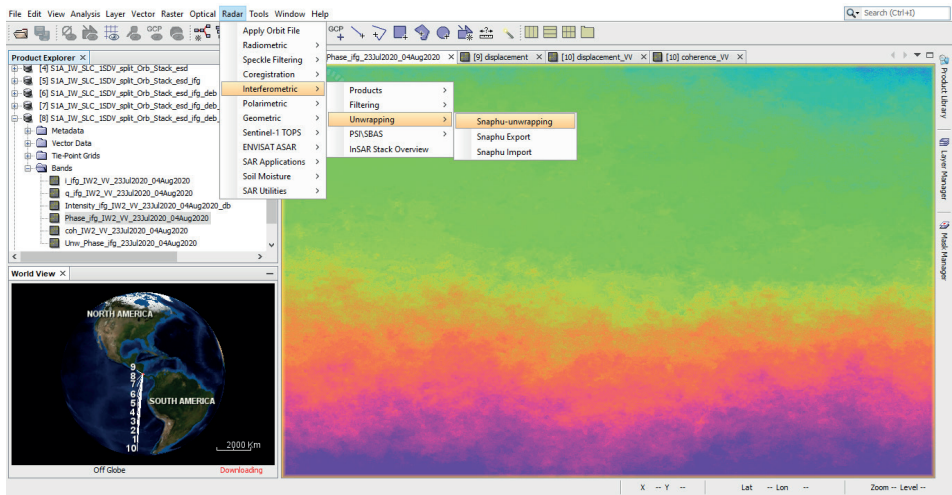 File Edit View Analysis Layer Vector Raster Optical Radar Tools Window Help
Search (Ctrl+I)
GCP
GCP
Product Explorer
[4] S1A_IW_SLC_1SDV_split_Orb_Stack_esd
[5] S1A_IW_SLC_1SDV_split_Orb_Stack_esd_ifg
[6] S1A_IW_SLC_1SDV_split_Orb_Stack_esd_ifg_deb
[7] S1A_IW_SLC_1SDV_split_Orb_Stack_esd_ifg_deb_
[8] S1A_IW_SLC_1SDV_split_Orb_Stack_esd_ifg_deb_
Metadata
Vector Data
Tie-Point Grids
Bands
i_ifg_IW2_VV_23Jul2020_04Aug2020
q_ifg_IW2_VV_23Jul2020_04Aug2020
Intensity_ifg_IW2_VV_23Jul2020_04Aug2020_db
Phase_ifg_IW2_VV_23Jul2020_04Aug2020
coh_IW2_VV_23Jul2020_04Aug2020
Unw_Phase_ifg_23Jul2020_04Aug2020
Apply Orbit File
Radiometric
Speckle Filtering
Coregistration
Interferometric
Polarimetric
Geometric
Sentinel-1 TOPS
ENVISAT ASAR
SAR Applications
Soil Moisture
SAR Utilities
Products
Filtering
Unwrapping
PSI\SBAS
InSAR Stack Overview
Snaphu-unwrapping
Snaphu Export
Snaphu Import
Phase_ifg_23Jul2020_04Aug2020
[9] displacement
[10] displacement_VV
[10] coherence_VV
Product Library
Layer Manager
Mask Manager
World View
NORTH AMERICA
SOUTH AMERICA
9
8
7
6
5
4
3
2
1
10
2000 Km
Off Globe
Downloading
X -- Y --
Lat -- Lon --
Zoom -- Level --